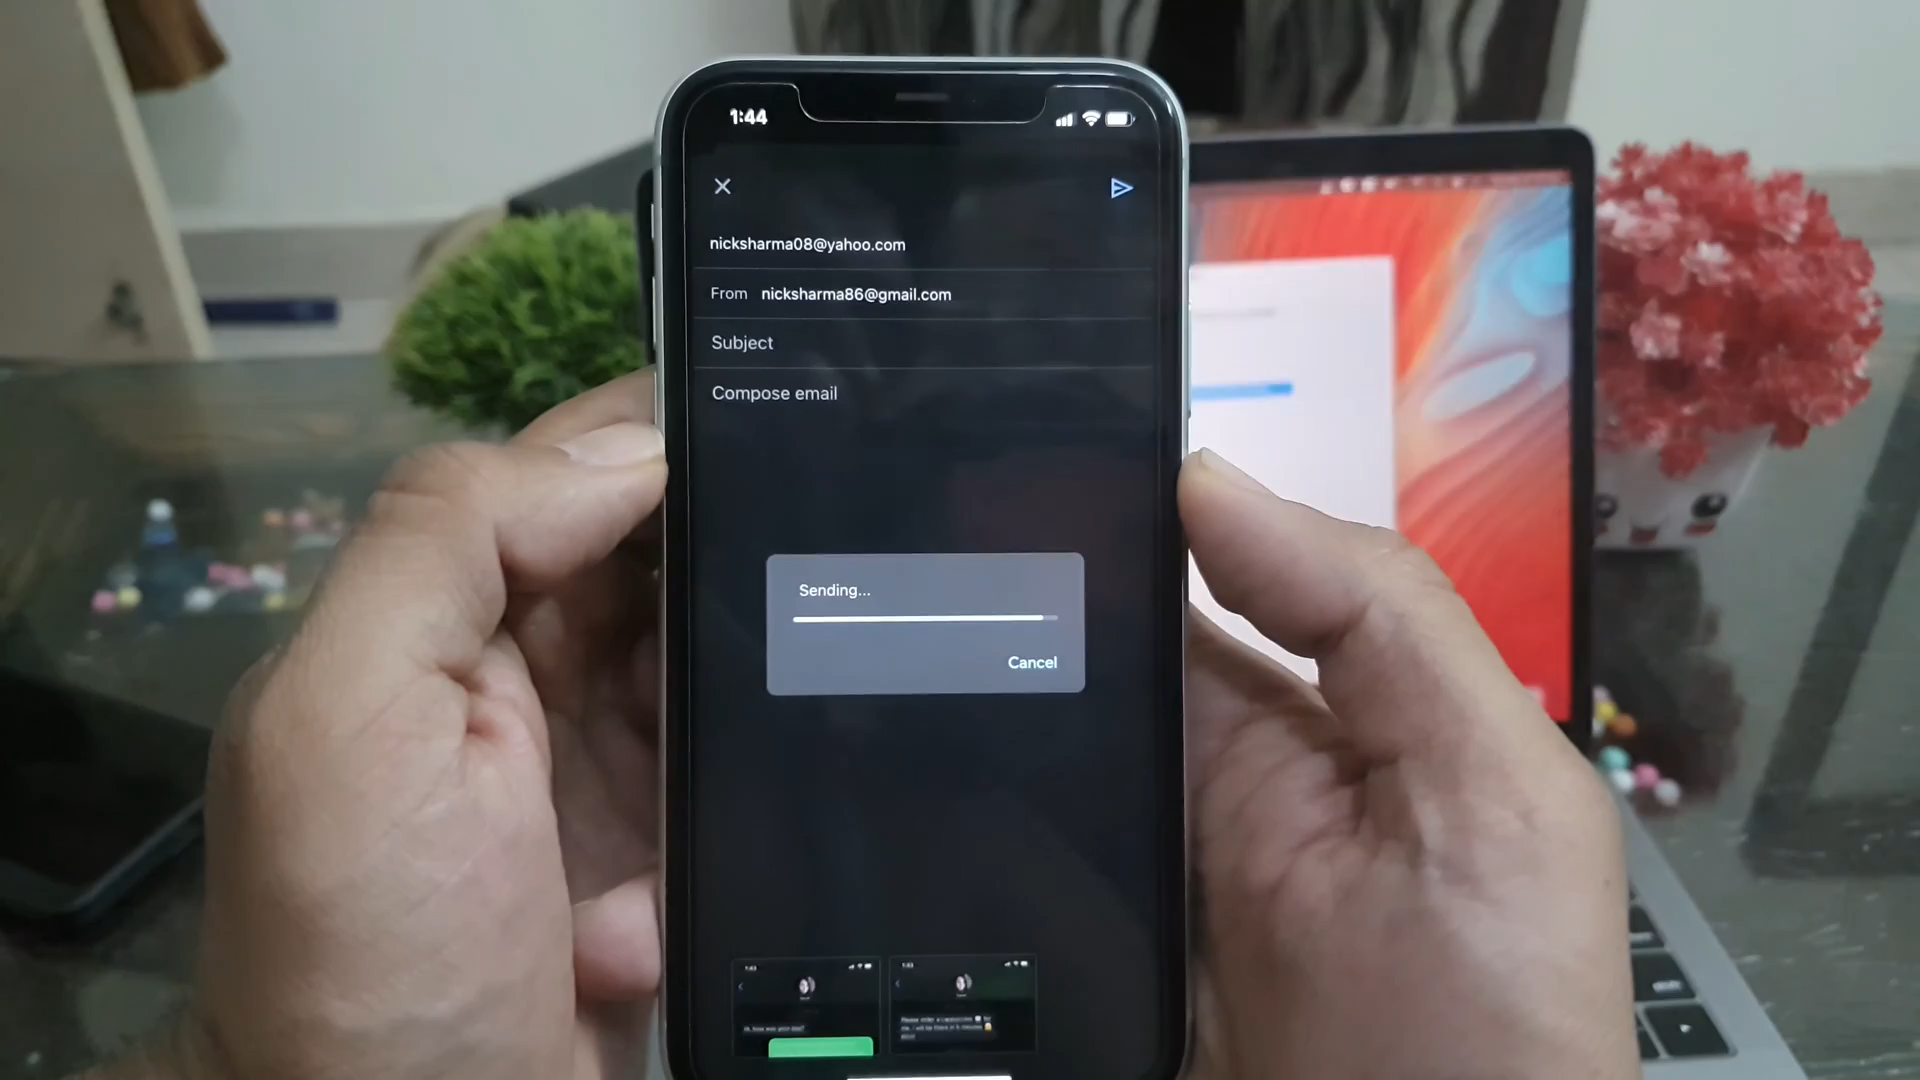 1:44
nicksharma08@yahoo.com
From nicksharma86@gmail.com
Subject
Compose email
Sending...
Cancel